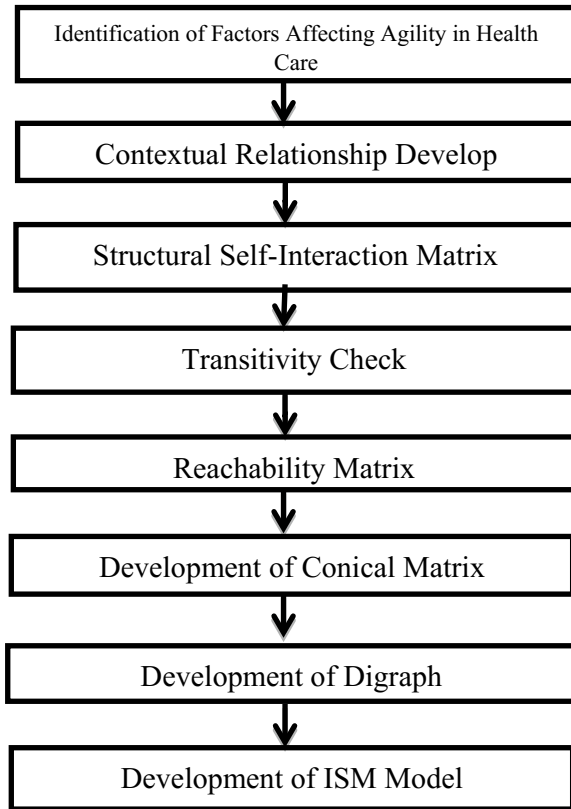 Identification of Factors Affecting Agility in Health
Care
Contextual Relationship Develop
Structural Self-Interaction Matrix
Transitivity Check
Reachability Matrix
Development of Conical Matrix
Development of Digraph
Development of ISM Model